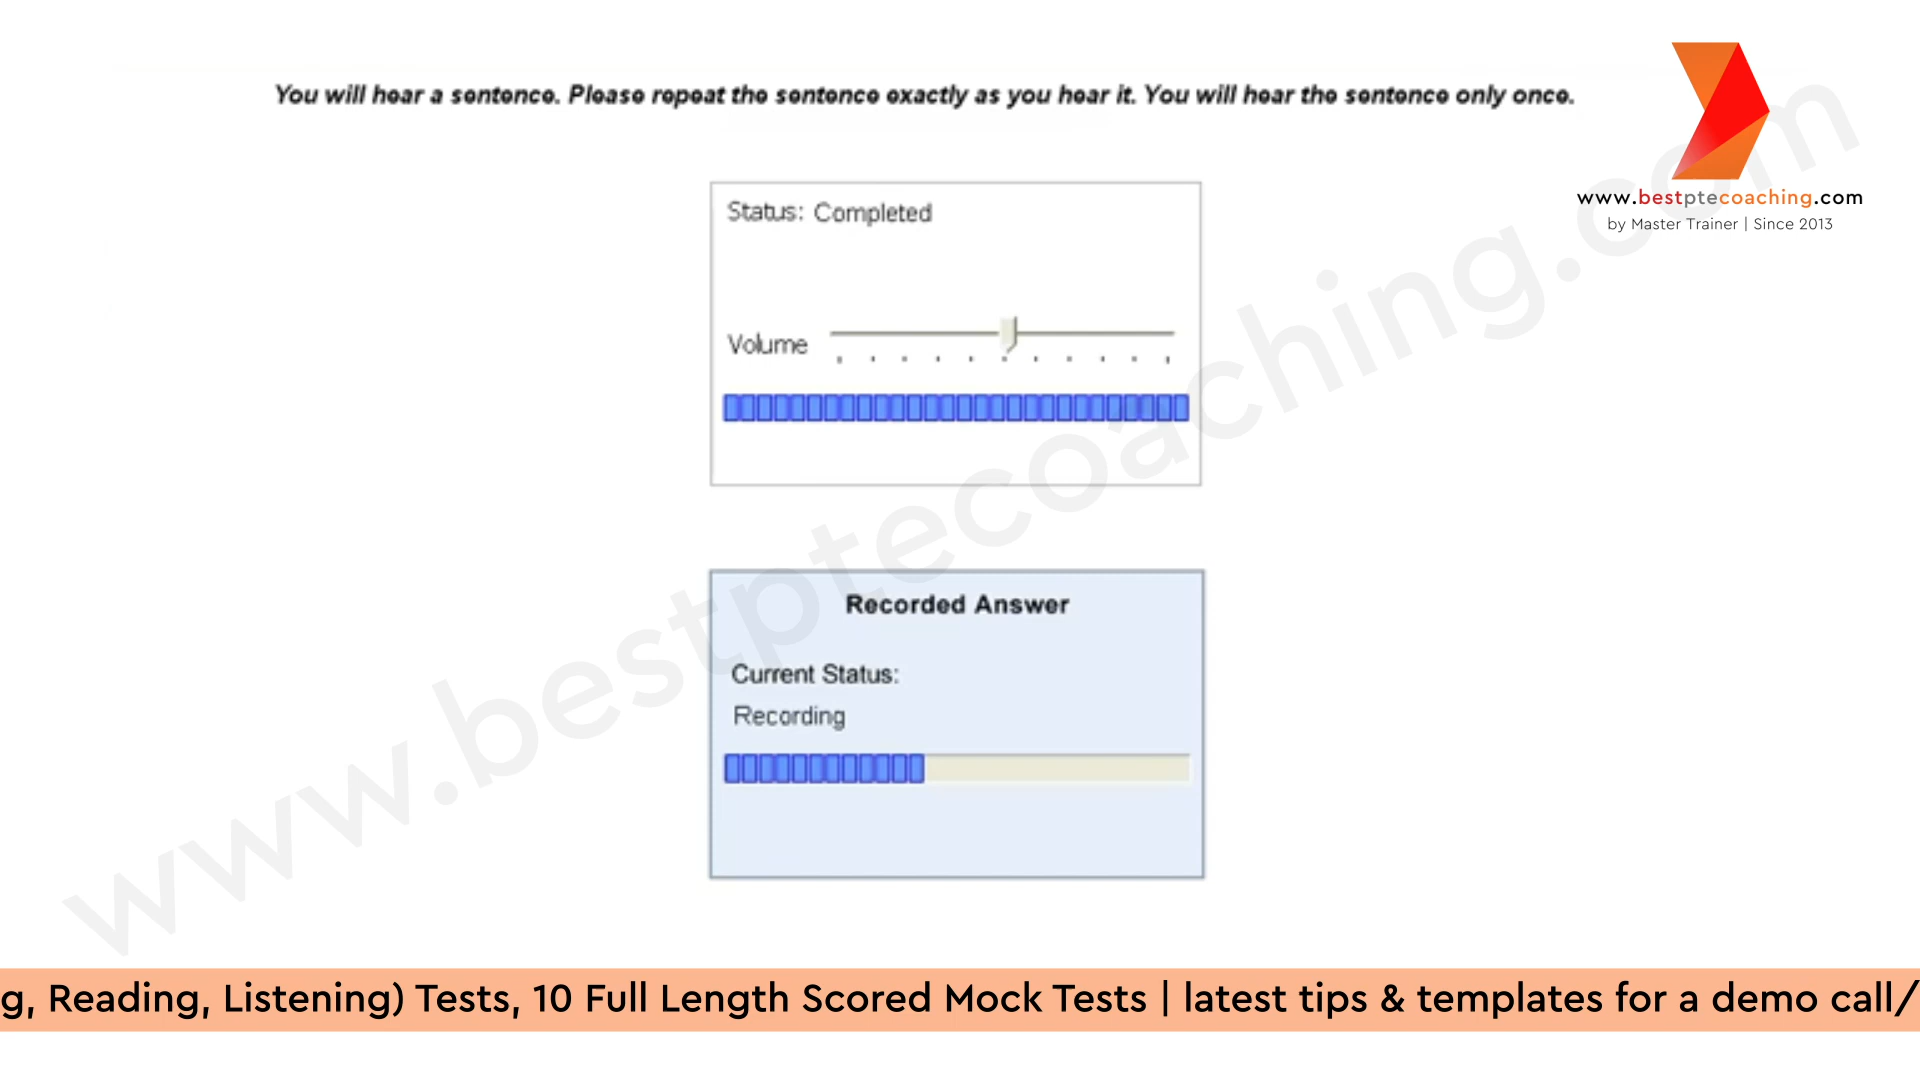 You will hear a sentence. Please repeat the sentence exactly as you hear it. You will hear the sentence only once.
www.bestptecoaching.com
by Master Trainer | Since 2013
Status: Completed
Volume
Recorded Answer
Current Status:
Recording
www.bestptecoaching.com
g, Reading, Listening) Tests, 10 Full Length Scored Mock Tests | latest tips & templates for a demo call/